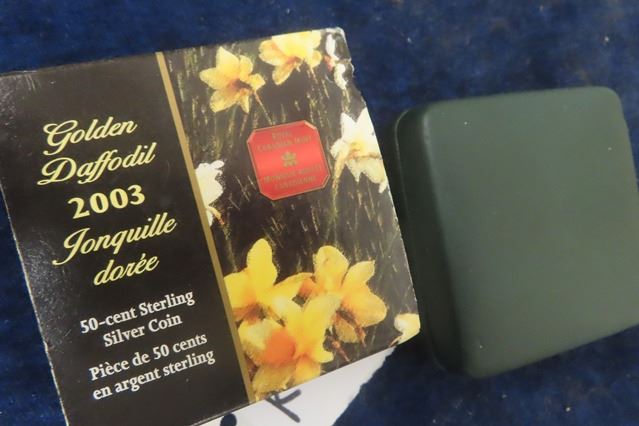 Golden
Daffodil
2003
Jonquille
dorée
50-cent Sterling
Silver Coin
Pièce de 50 cents
en argent sterling
ROYAL
CANADIAN MINT
MONNAIE ROYALE
CANADIENNE